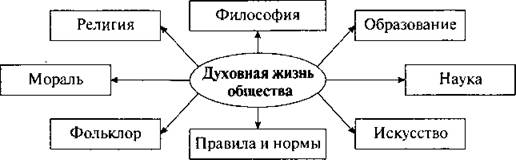 Философия
Религия
Образование
Мораль
Духовная жизнь
общества
Наука
Фольклор
Правила и нормы
Искусство